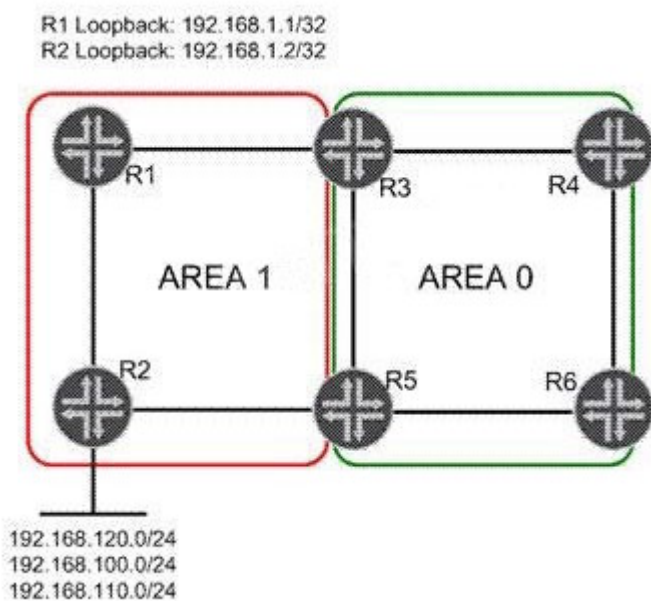 R1 Loopback: 192.168.1.1/32
R2 Loopback: 192.168.1.2/32
R1
R3
R4
AREA 1
AREA 0
R2
R5
R6
192.168.120.0/24
192.168.100.0/24
192.168.110.0/24